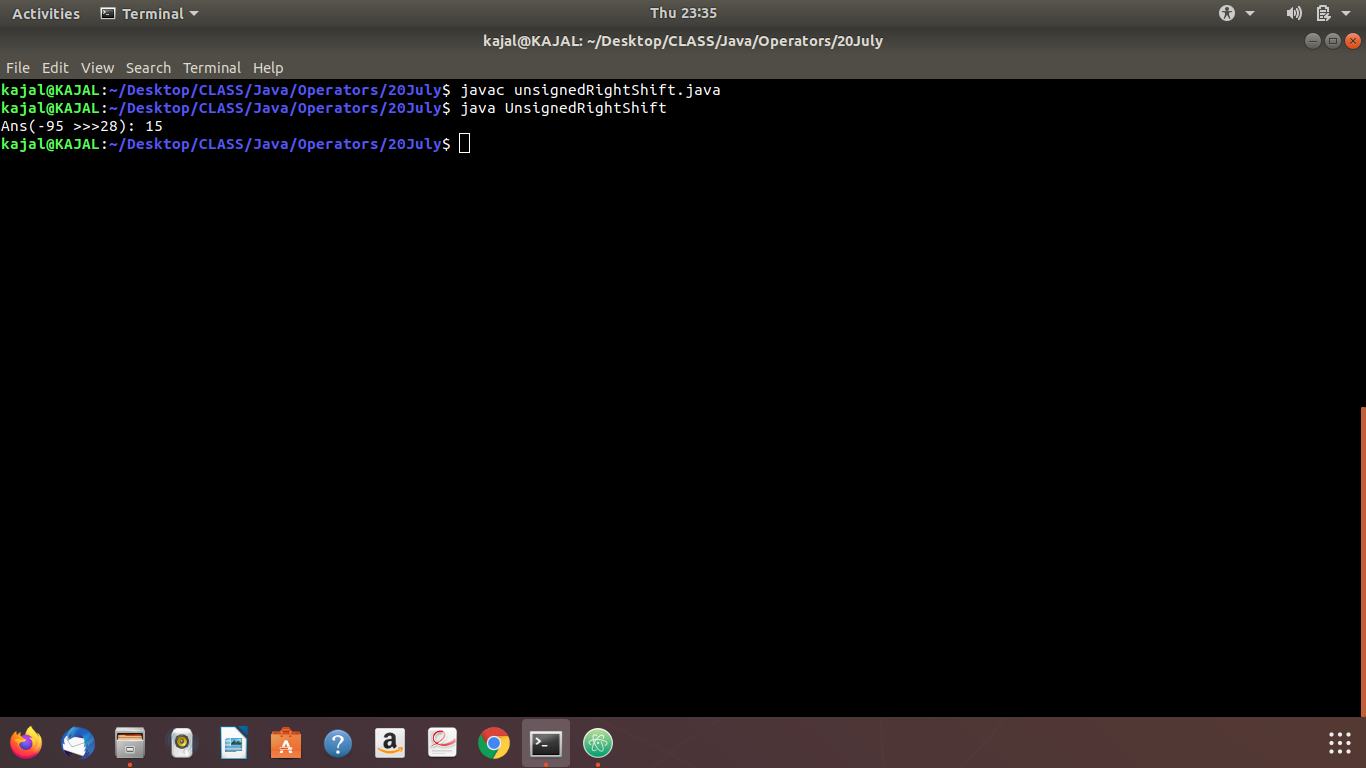 Activities Terminal Thu 23:35
kajal@KAJAL: ~/Desktop/CLASS/Java/Operators/20July
File Edit View Search Terminal Help
kajal@KAJAL:~/Desktop/CLASS/Java/Operators/20July$ javac unsignedRightShift.java
kajal@KAJAL:~/Desktop/CLASS/Java/Operators/20July$ java UnsignedRightShift
Ans(-95 >>>28): 15
kajal@KAJAL:~/Desktop/CLASS/Java/Operators/20July$